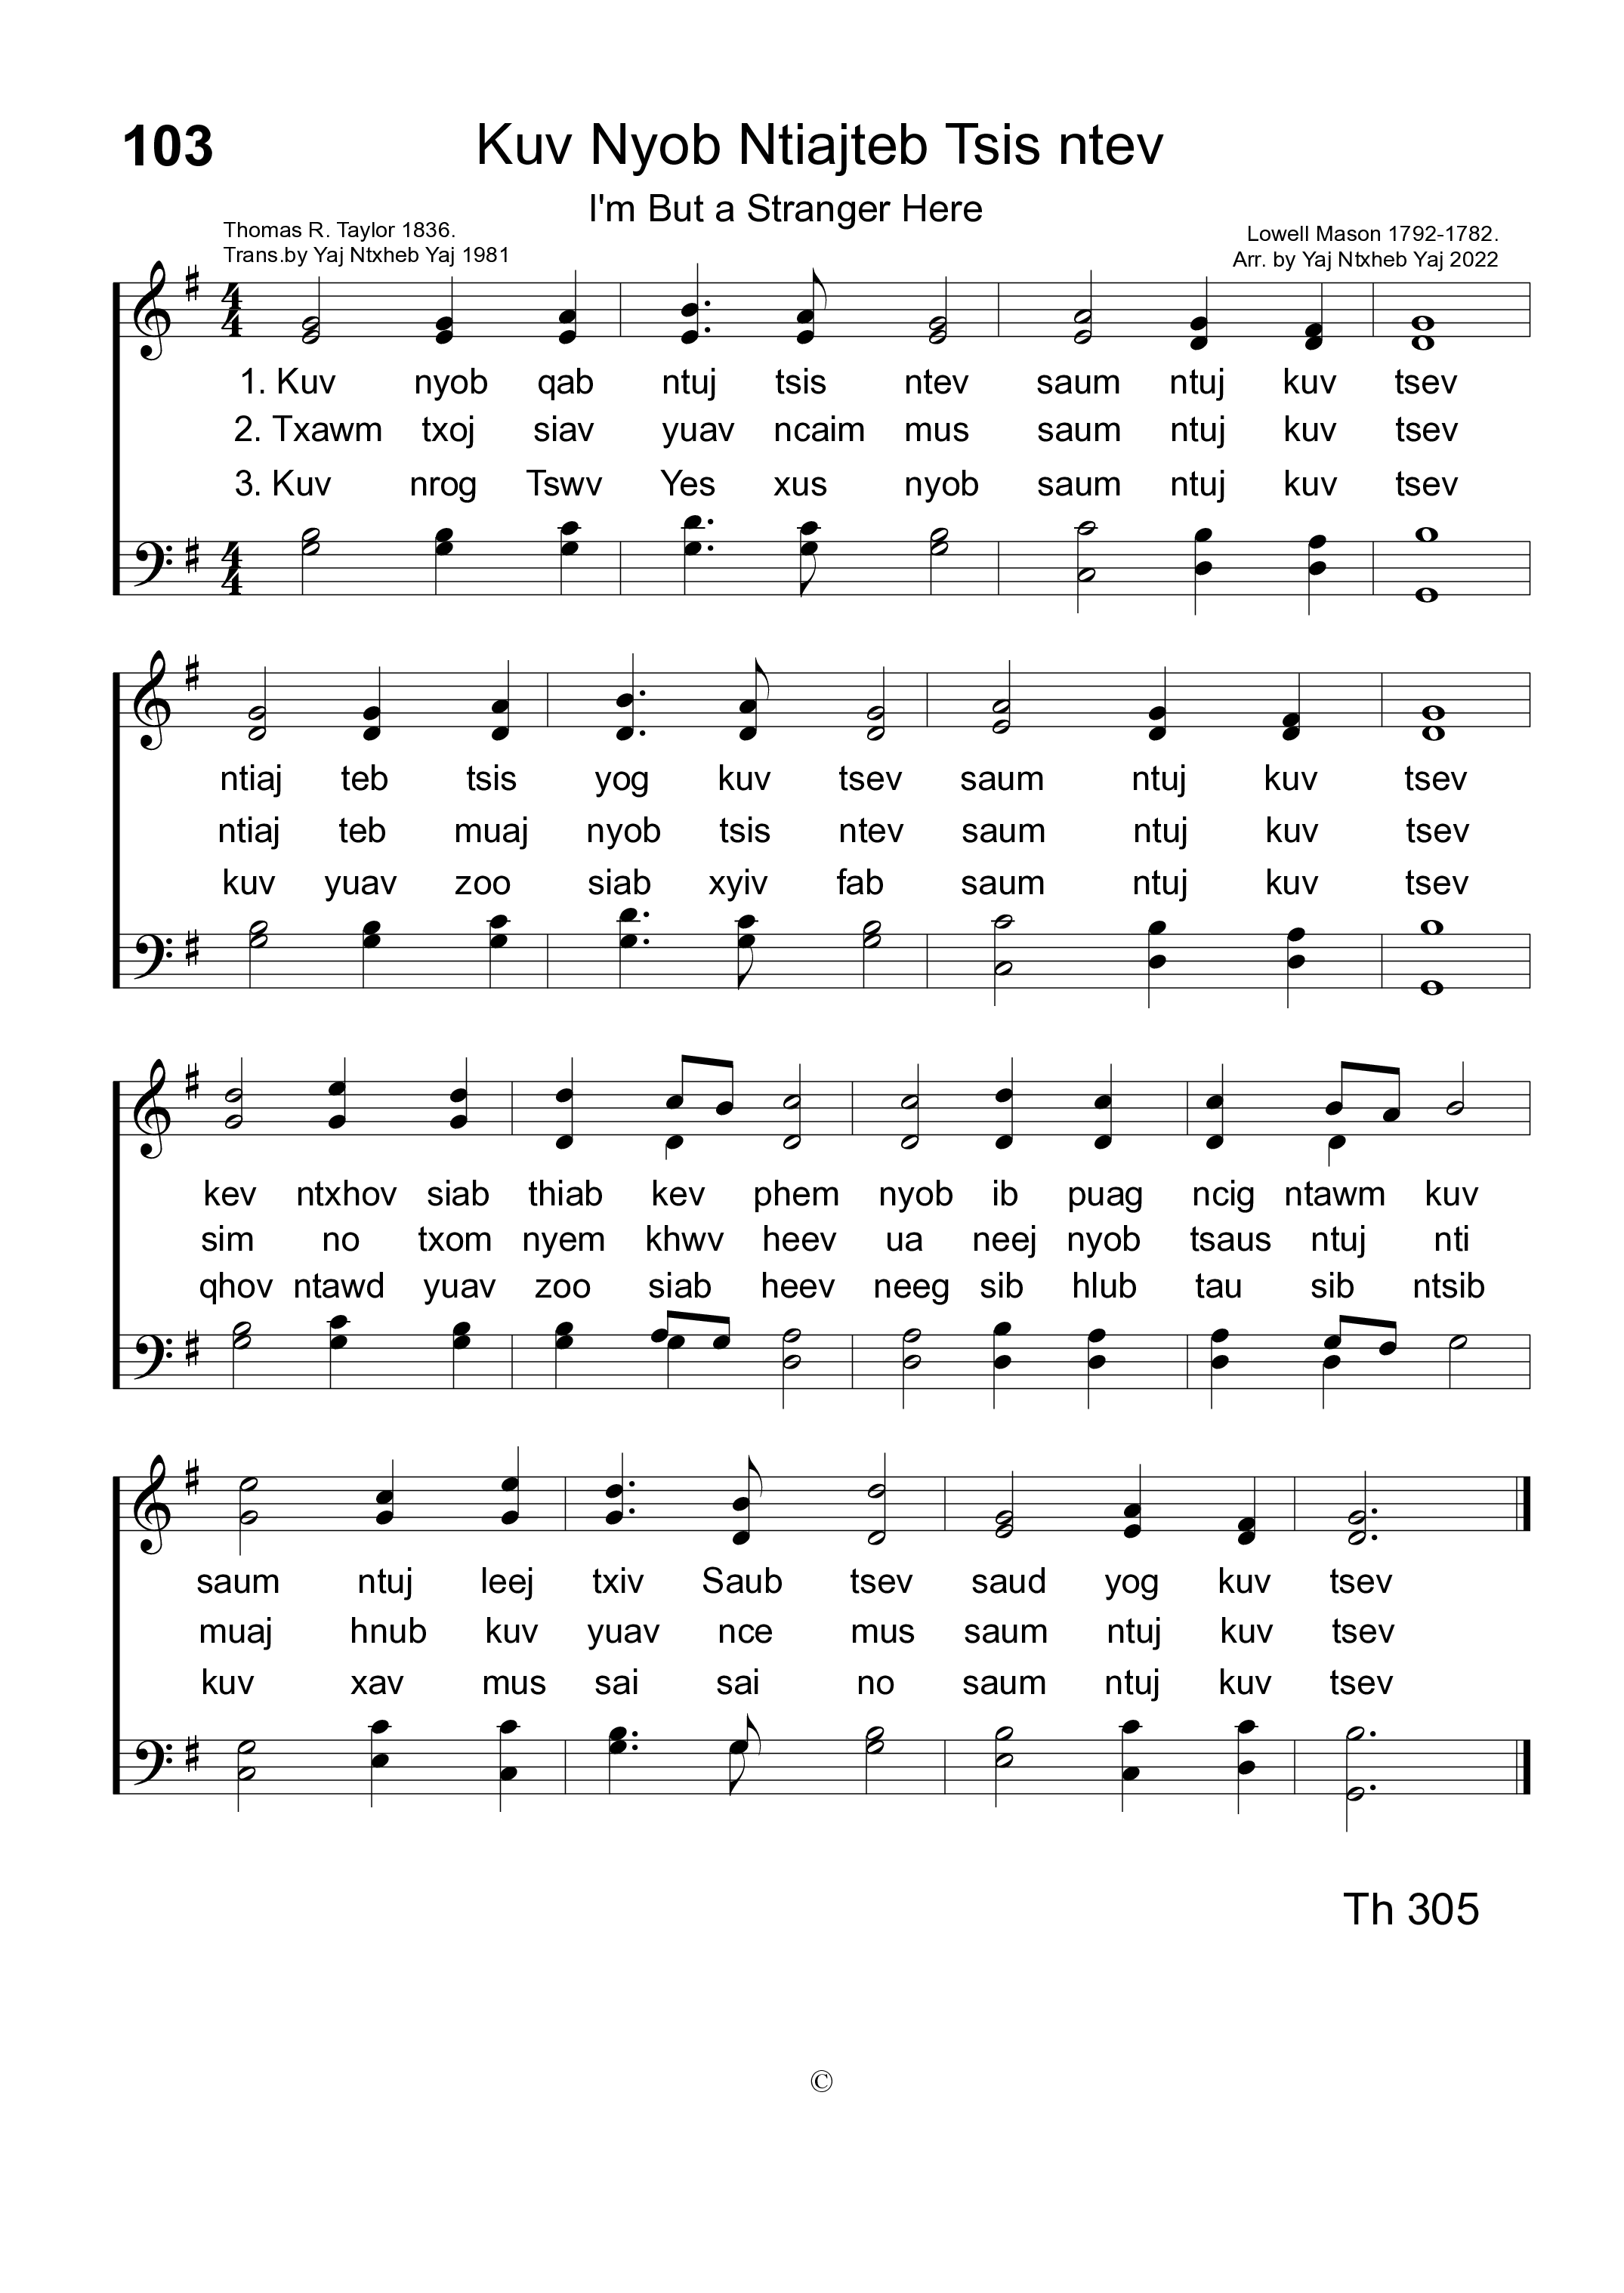 103
Kuv Nyob Ntiajteb Tsis ntev
I'm But a Stranger Here
Thomas R. Taylor 1836.
Trans.by Yaj Ntxheb Yaj 1981
Lowell Mason 1792-1782.
Arr. by Yaj Ntxheb Yaj 2022
1. Kuv nyob qab ntuj tsis ntev saum ntuj kuv tsev
2. Txawm txoj siav yuav ncaim mus saum ntuj kuv tsev
3. Kuv nrog Tswv Yes xus nyob saum ntuj kuv tsev
ntiaj teb tsis yog kuv tsev saum ntuj kuv tsev
ntiaj teb muaj nyob tsis ntev saum ntuj kuv tsev
kuv yuav zoo siab xyiv fab saum ntuj kuv tsev
kev ntxhov siab thiab kev phem nyob ib puag ncig ntawm kuv
sim no txom nyem khwv heev ua neej nyob tsaus ntuj nti
qhov ntawd yuav zoo siab heev neeg sib hlub tau sib ntsib
saum ntuj leej txiv Saub tsev saud yog kuv tsev
muaj hnub kuv yuav nce mus saum ntuj kuv tsev
kuv xav mus sai sai no saum ntuj kuv tsev
Th 305
©